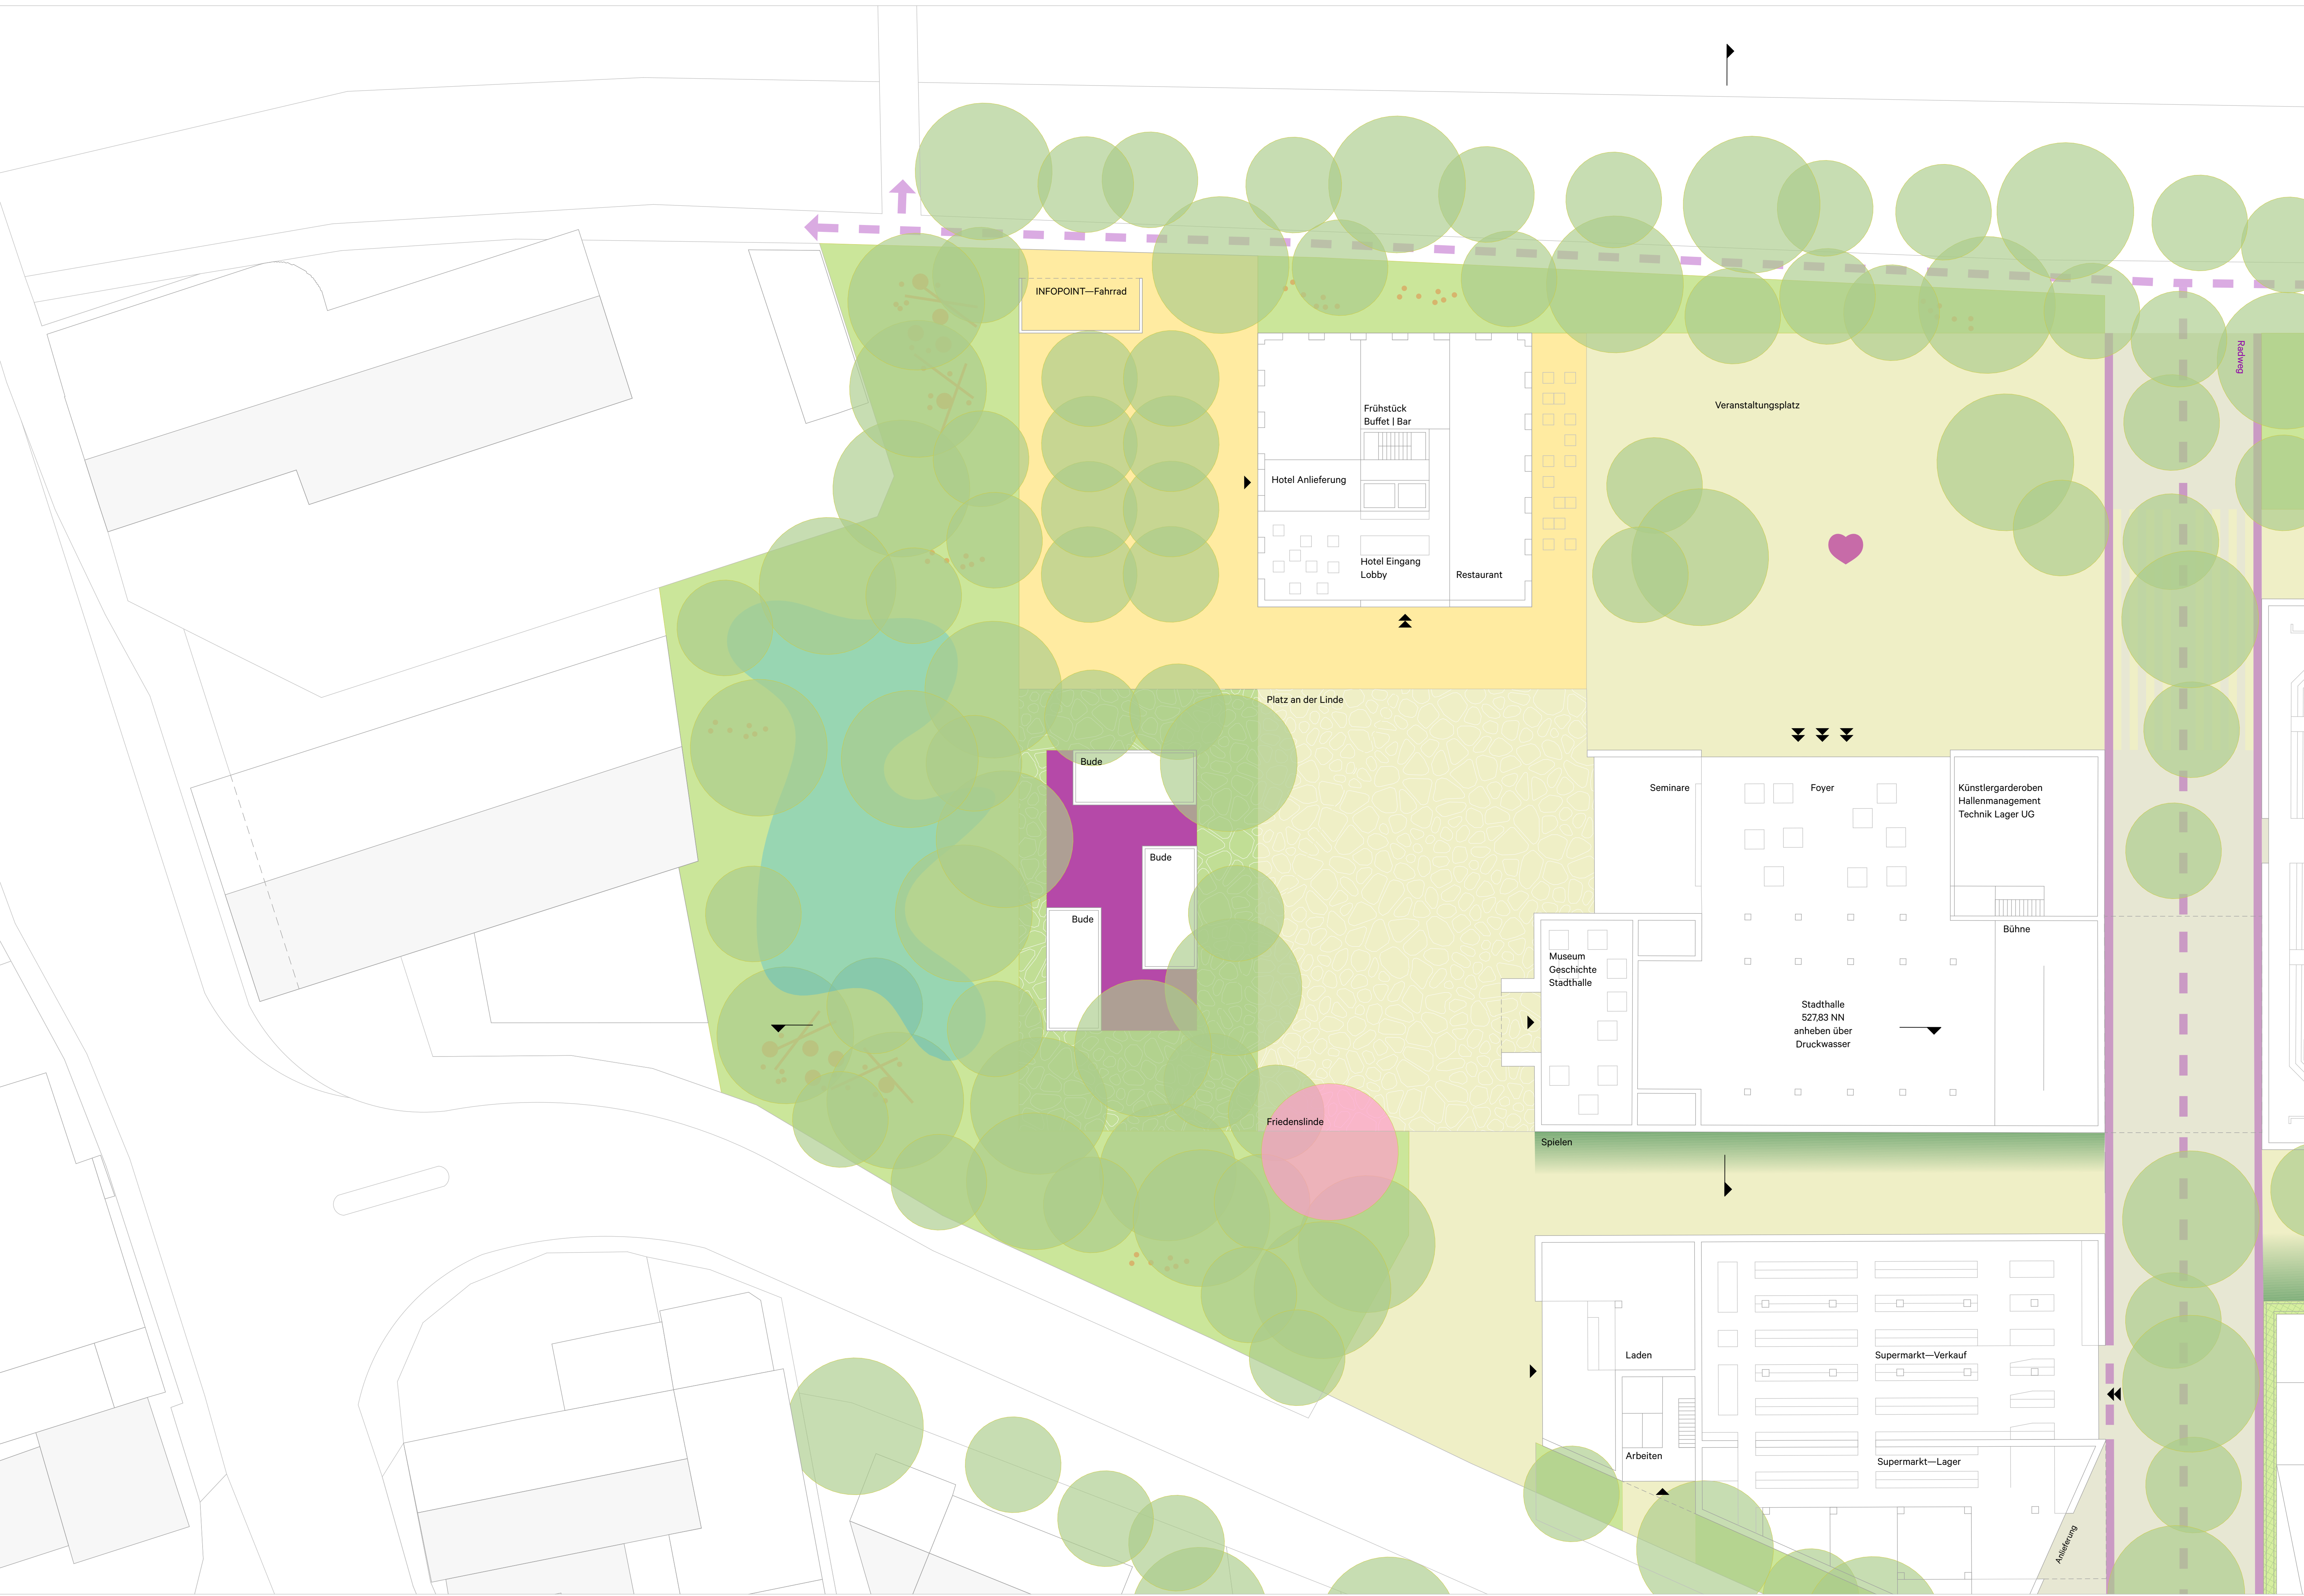 INFOPOINT—Fahrrad
Radweg
Frühstück
Buffet | Bar
Veranstaltungsplatz
Hotel Anlieferung
Hotel Eingang
Lobby
Restaurant
Platz an der Linde
Bude
Seminare
Foyer
Künstlergarderoben
Hallenmanagement
Technik Lager UG
Bude
Bude
Bühne
Museum
Geschichte
Stadthalle
Stadthalle
527,83 NN
anheben über
Druckwasser
Friedenslinde
Spielen
Laden
Supermarkt—Verkauf
Arbeiten
Supermarkt—Lager
Anlieferung